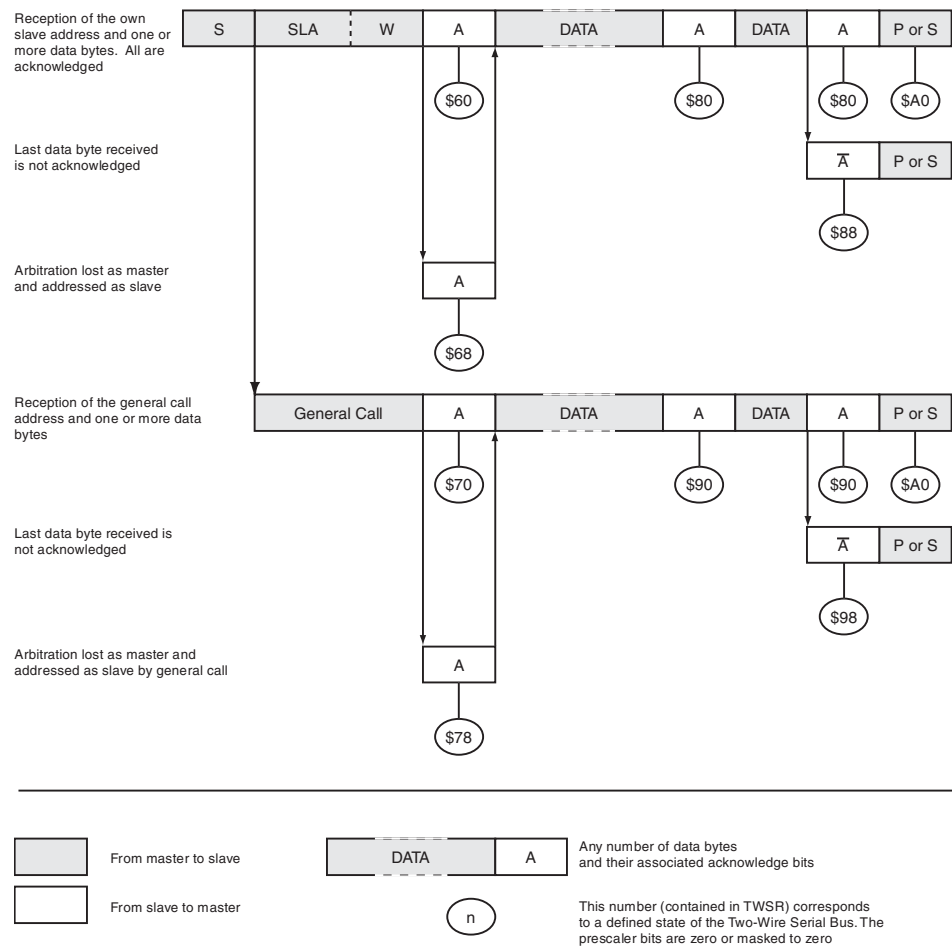 Reception of the own
slave address and one or
more data bytes. All are
acknowledged
S SLA W A DATA A DATA A P or S
$60 $80 $80 $A0
Last data byte received
is not acknowledged
A̅ P or S
$88
Arbitration lost as master
and addressed as slave
A
$68
Reception of the general call
address and one or more data
bytes
General Call A DATA A DATA A P or S
$70 $90 $90 $A0
Last data byte received is
not acknowledged
A̅ P or S
$98
Arbitration lost as master and
addressed as slave by general call
A
$78
From master to slave
DATA A
Any number of data bytes
and their associated acknowledge bits
From slave to master
n
This number (contained in TWSR) corresponds
to a defined state of the Two-Wire Serial Bus. The
prescaler bits are zero or masked to zero